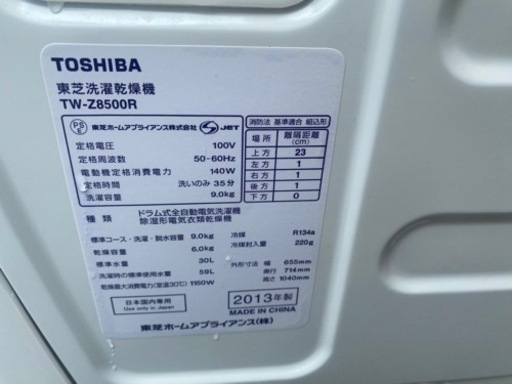 TOSHIBA
東芝洗濯乾燥機
TW-Z8500R
PS E 東芝ホームアプライアンス株式会社 S JET
定格電圧 100V
定格周波数 50-60Hz
電動機定格消費電力 140W
定格時間 洗いのみ 35分
洗濯容量 9.0kg
消防法 基準適合 組込形
場所 離隔距離(cm)
上方 23
左方 1
右方 1
後方 1
下方 0
種類 ドラム式全自動電気洗濯機
除湿形電気衣類乾燥機
標準コース・洗濯・脱水容量 9.0kg
乾燥容量 6.0kg
標準水量 30L
洗濯時の標準使用水量 59L
乾燥最大消費電力(室温30℃) 1150W
冷媒 R134a
冷媒封入量 220g
外形寸法 幅 655mm
奥行 714mm
高さ 1040mm
日本国内専用
Use only in Japan
2013年製
MADE IN CHINA
東芝ホームアプライアンス(株)